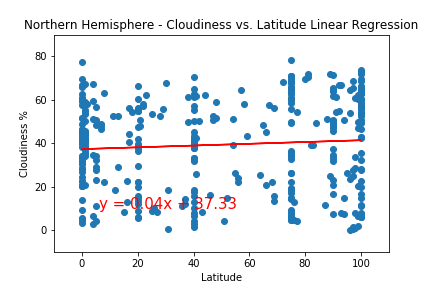 Northern Hemisphere - Cloudiness vs. Latitude Linear Regression
80
60
40
20
0
Cloudiness %
y = 0.04x + 37.33
0 20 40 60 80 100
Latitude